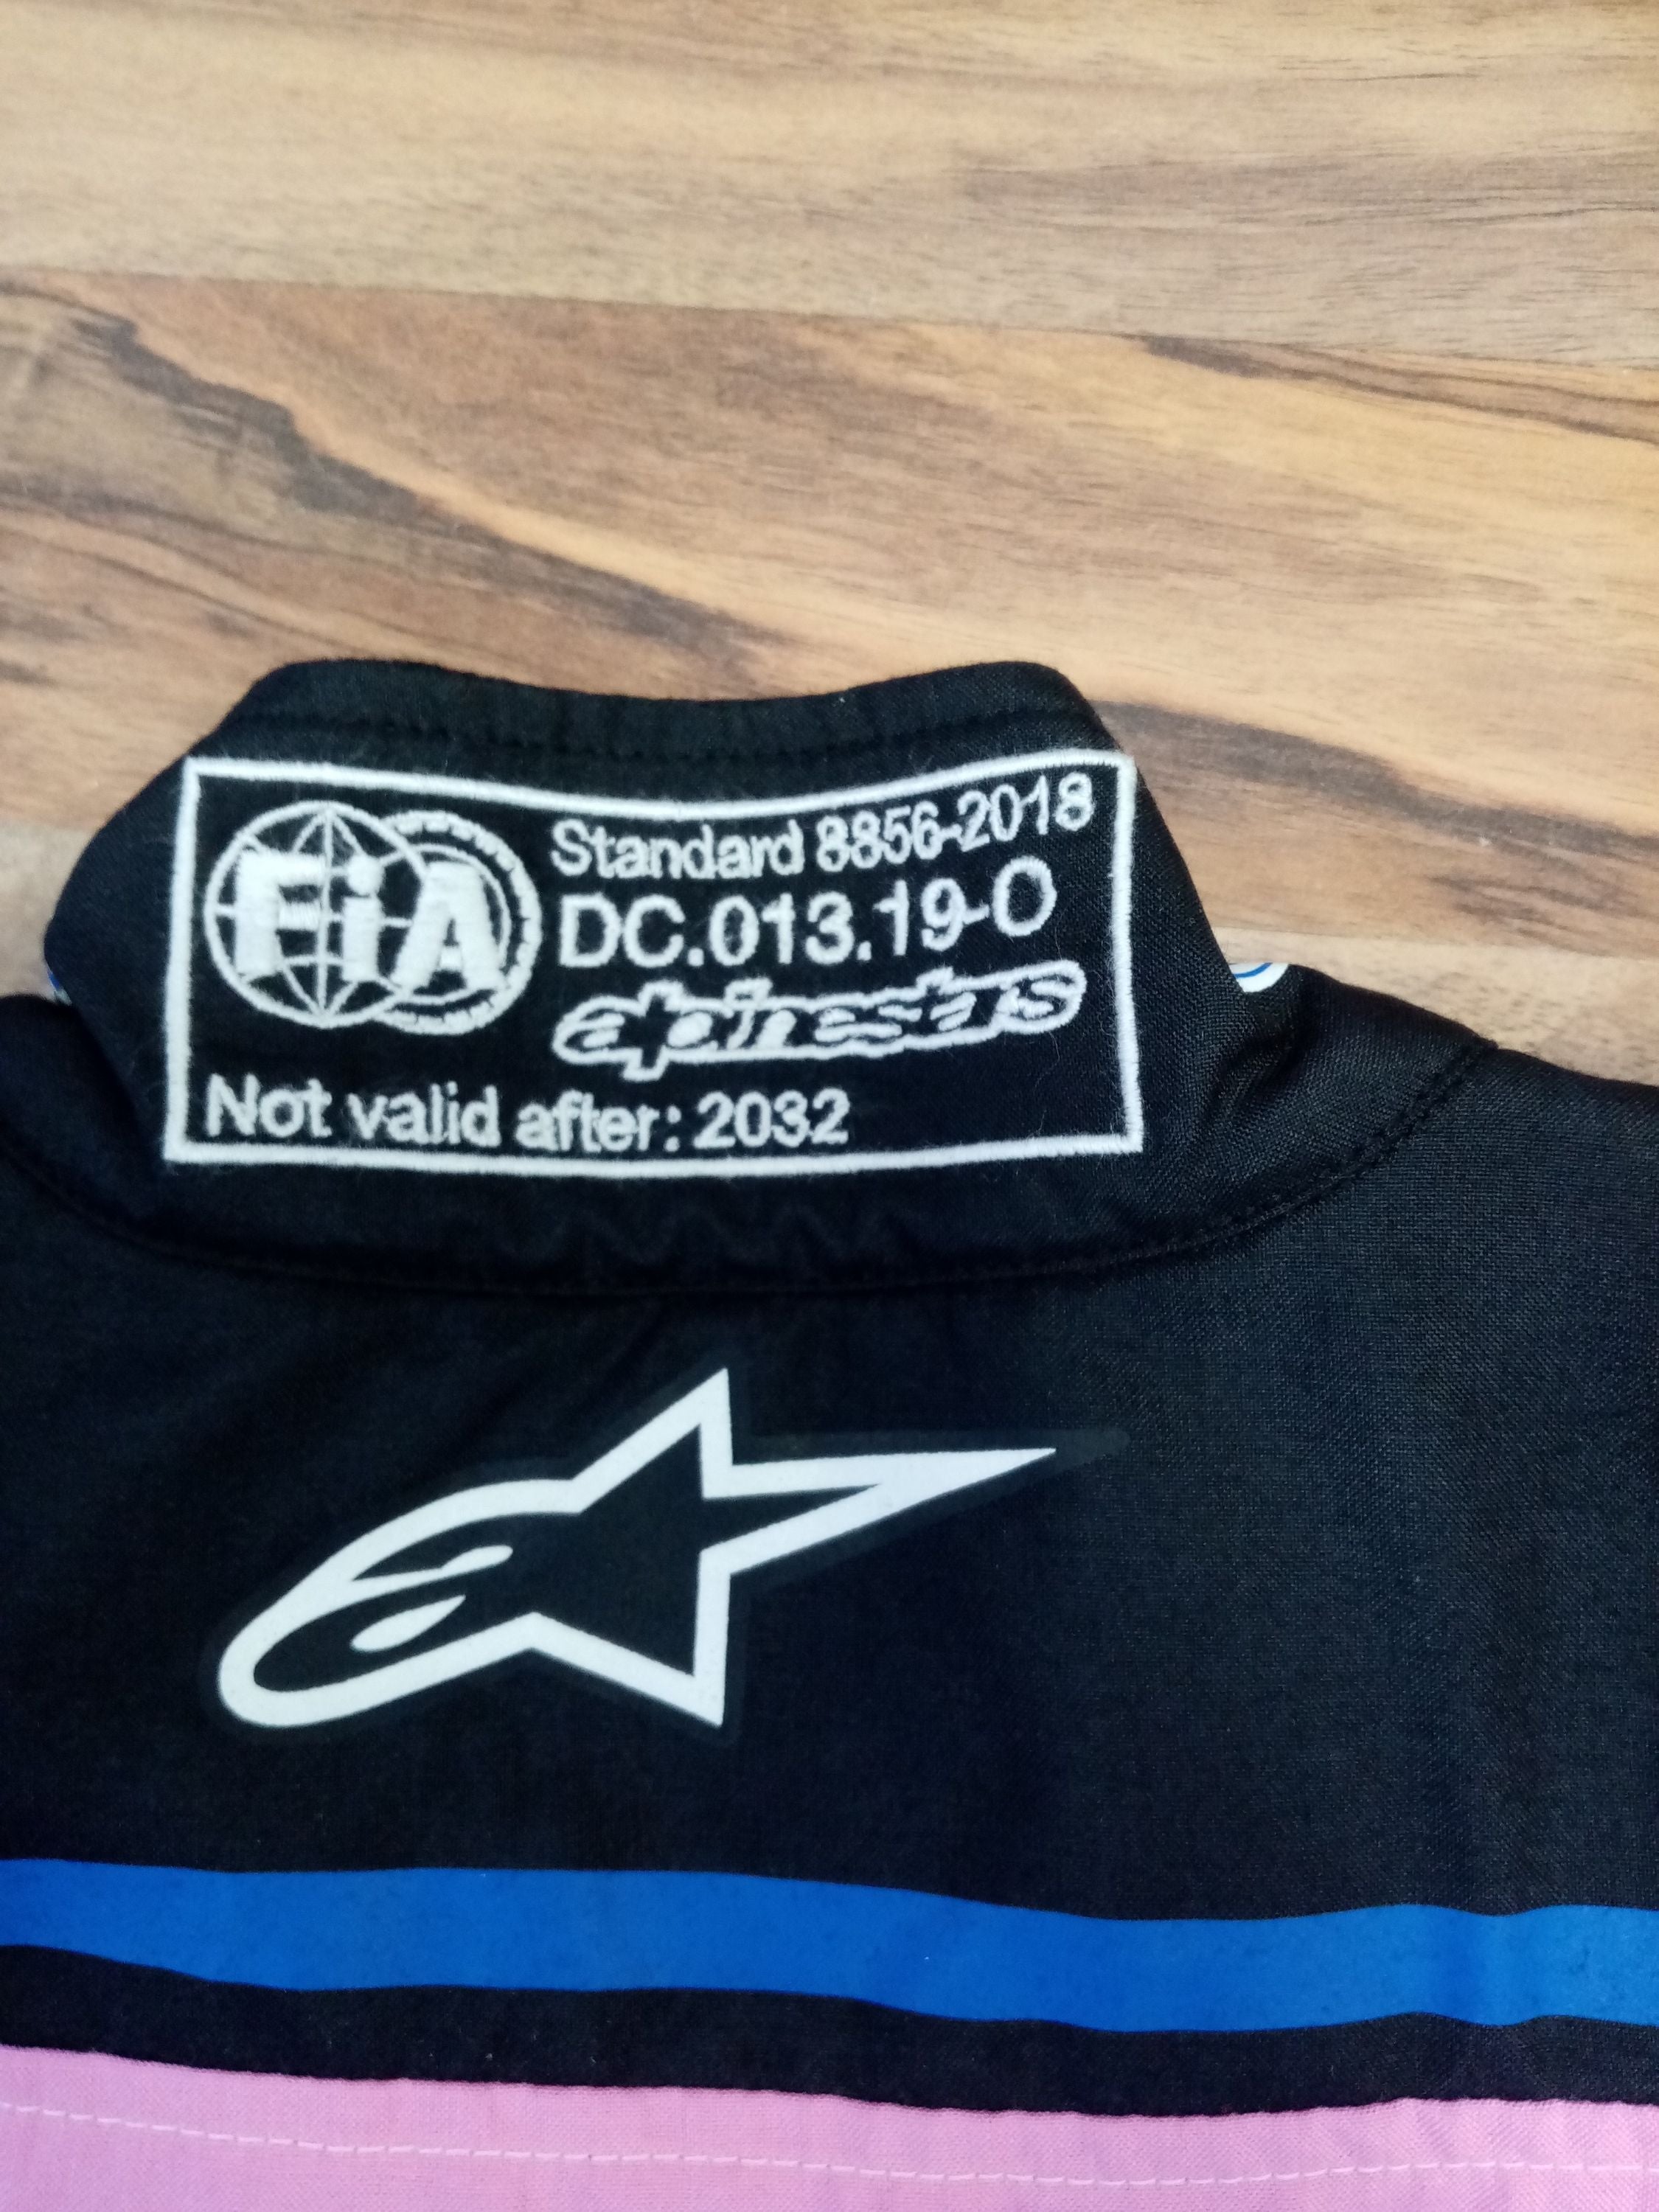 FiA
Standard 8856-2018
DC.013.19-O
alpinestars
Not valid after: 2032